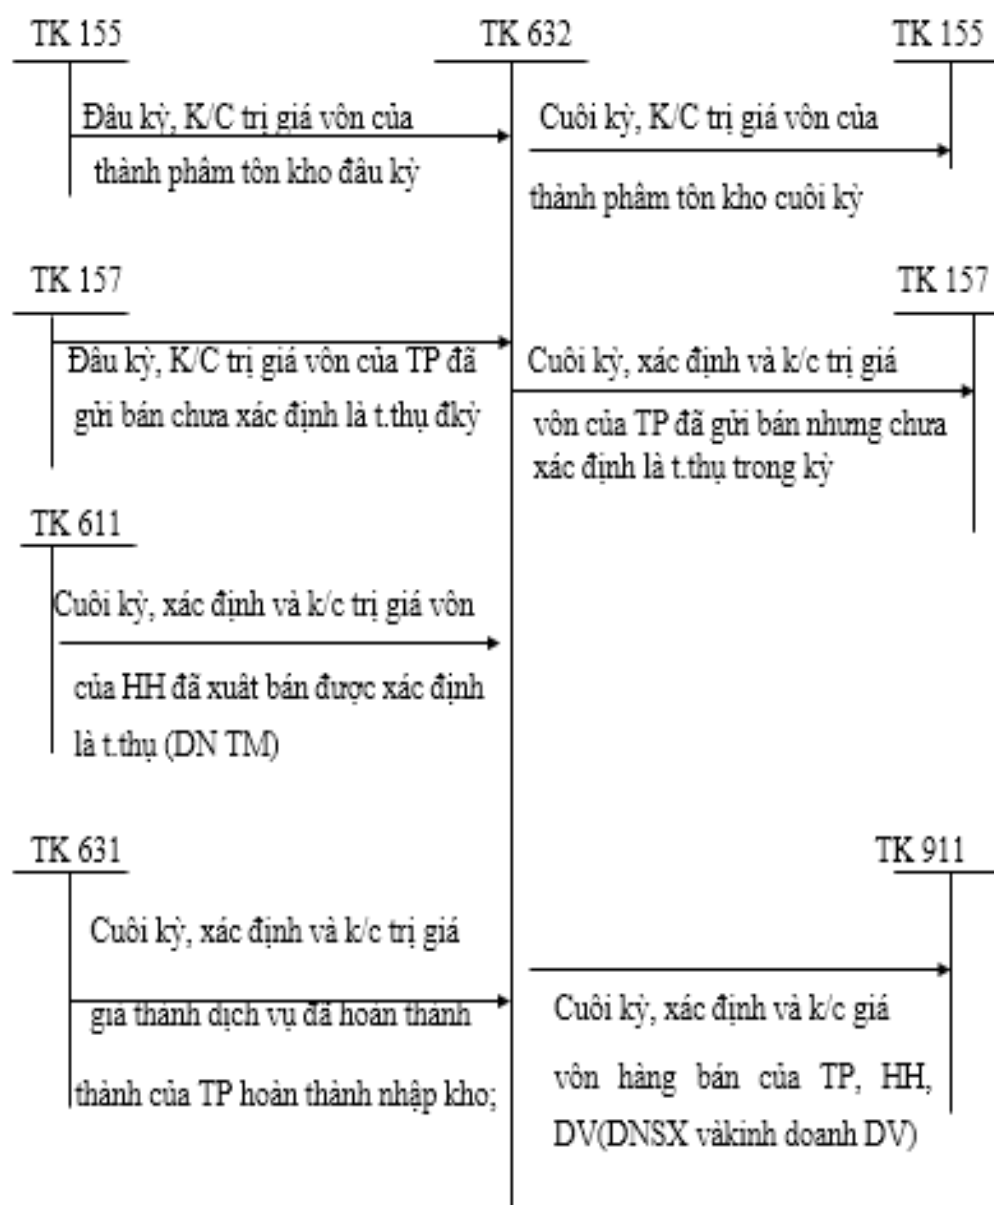 TK 155
TK 632
TK 155
Đầu kỳ, K/C trị giá vốn của
thành phẩm tồn kho đầu kỳ
Cuối kỳ, K/C trị giá vốn của
thành phẩm tồn kho cuối kỳ
TK 157
TK 157
Đầu kỳ, K/C trị giá vốn của TP đã
gửi bán chưa xác định là t.thụ đkỳ
Cuối kỳ, xác định và k/c trị giá
vốn của TP đã gửi bán nhưng chưa
xác định là t.thụ trong kỳ
TK 611
Cuối kỳ, xác định và k/c trị giá vốn
của HH đã xuất bán được xác định
là t.thụ (DN TM)
TK 631
TK 911
Cuối kỳ, xác định và k/c trị giá
giá thành dịch vụ đã hoàn thành
thành của TP hoàn thành nhập kho;
Cuối kỳ, xác định và k/c giá
vốn hàng bán của TP, HH,
DV(DNSX vàkinh doanh DV)